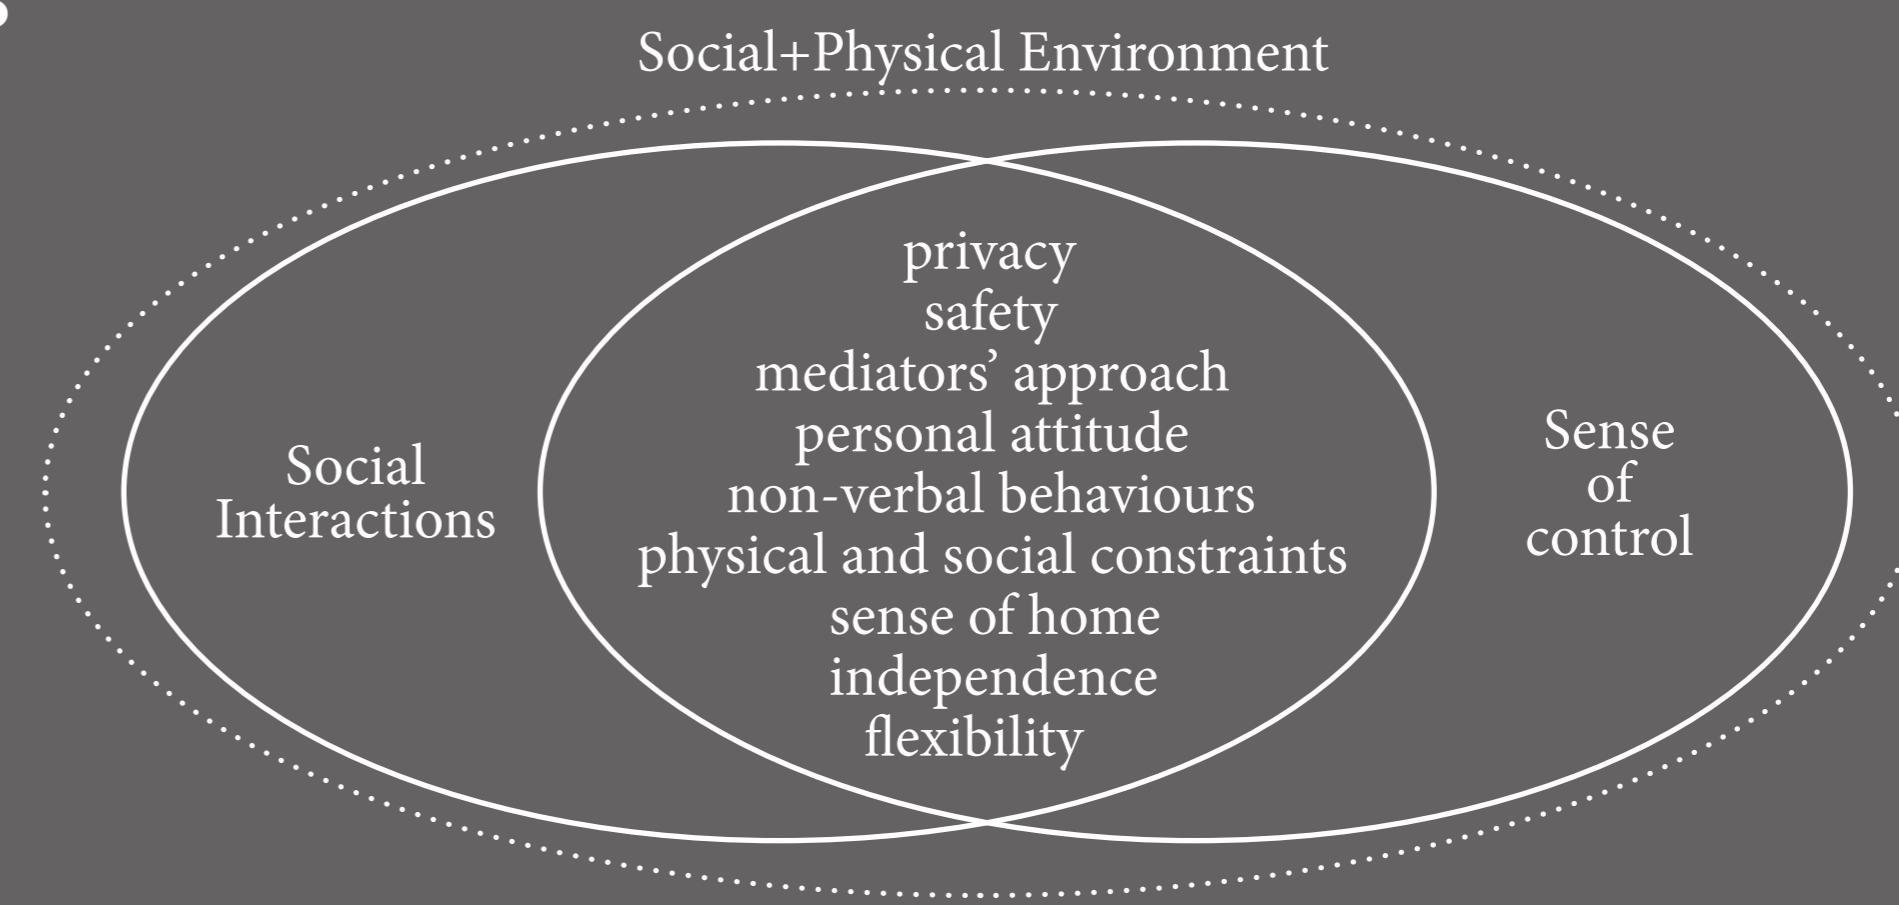 Social+Physical Environment
privacy
safety
mediators’ approach
personal attitude
non-verbal behaviours
physical and social constraints
sense of home
independence
flexibility
Social
Interactions
Sense
of
control